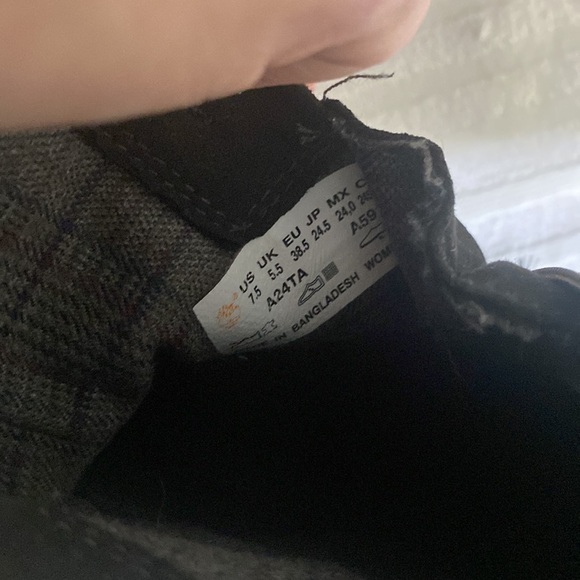 US UK EU JP MX C
7.5 5.5 38.5 24.5 24,0
A24TA A59
IN BANGLADESH WOM